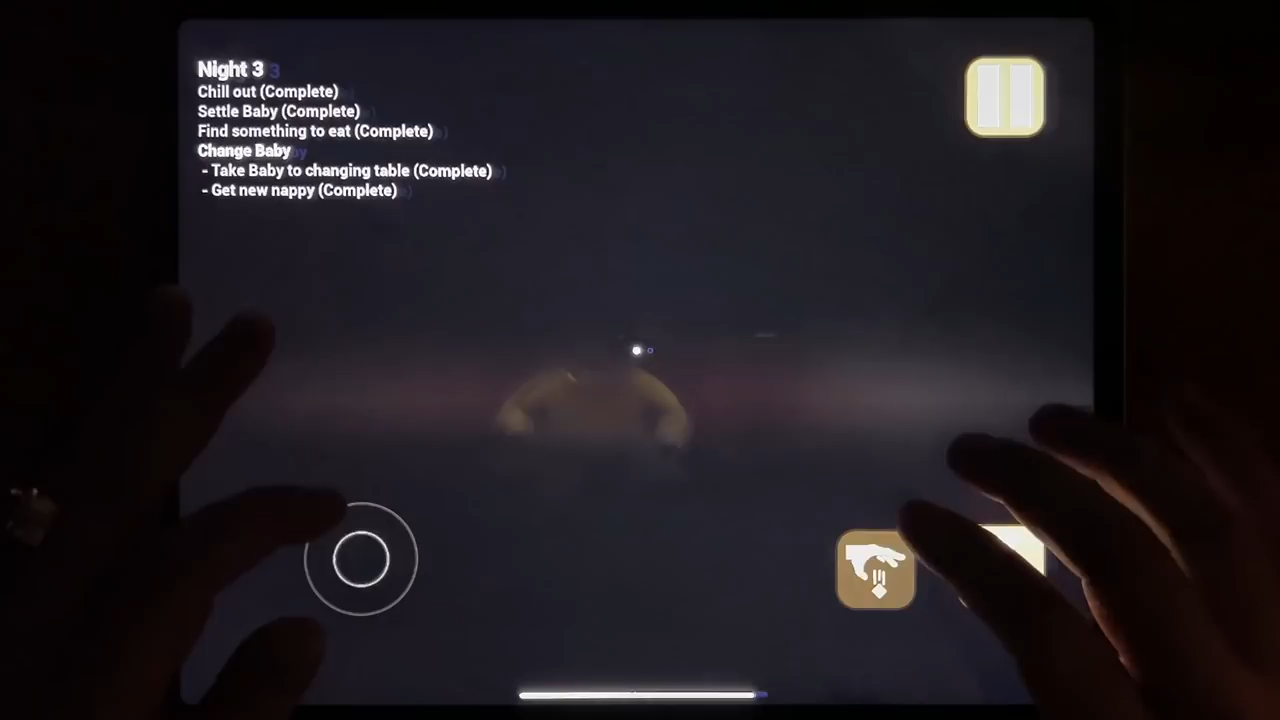 Night 3
Chill out (Complete)
Settle Baby (Complete)
Find something to eat (Complete)
Change Baby
- Take Baby to changing table (Complete)
- Get new nappy (Complete)